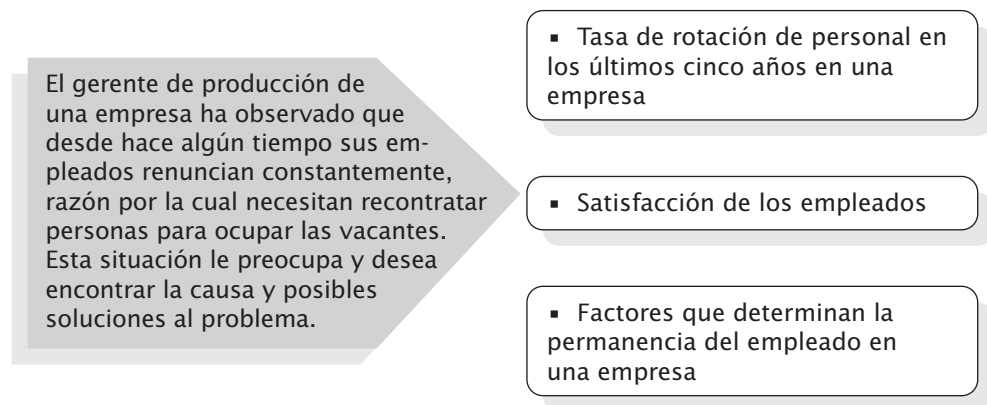 El gerente de producción de
una empresa ha observado que
desde hace algún tiempo sus em-
pleados renuncian constantemente,
razón por la cual necesitan recontratar
personas para ocupar las vacantes.
Esta situación le preocupa y desea
encontrar la causa y posibles
soluciones al problema.
▪ Tasa de rotación de personal en
los últimos cinco años en una
empresa
▪ Satisfacción de los empleados
▪ Factores que determinan la
permanencia del empleado en
una empresa